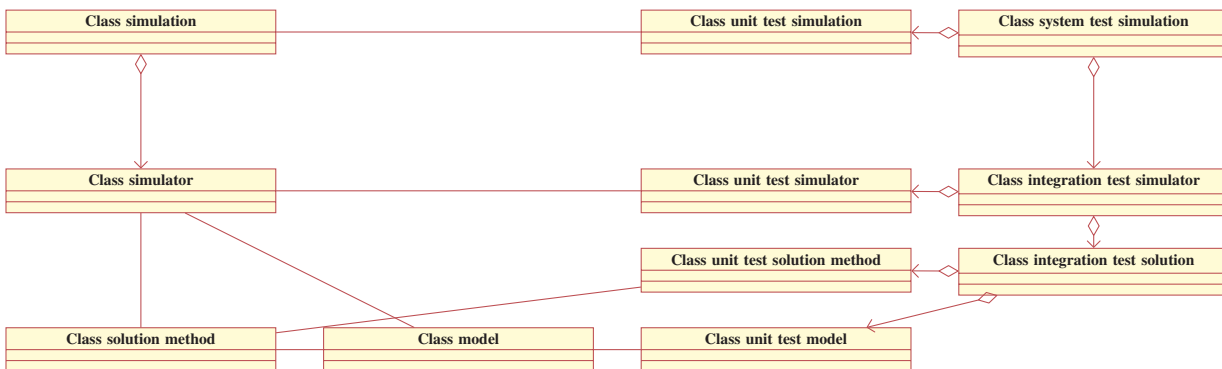 Class simulation
Class unit test simulation
Class system test simulation
Class simulator
Class unit test simulator
Class integration test simulator
Class unit test solution method
Class integration test solution
Class solution method
Class model
Class unit test model